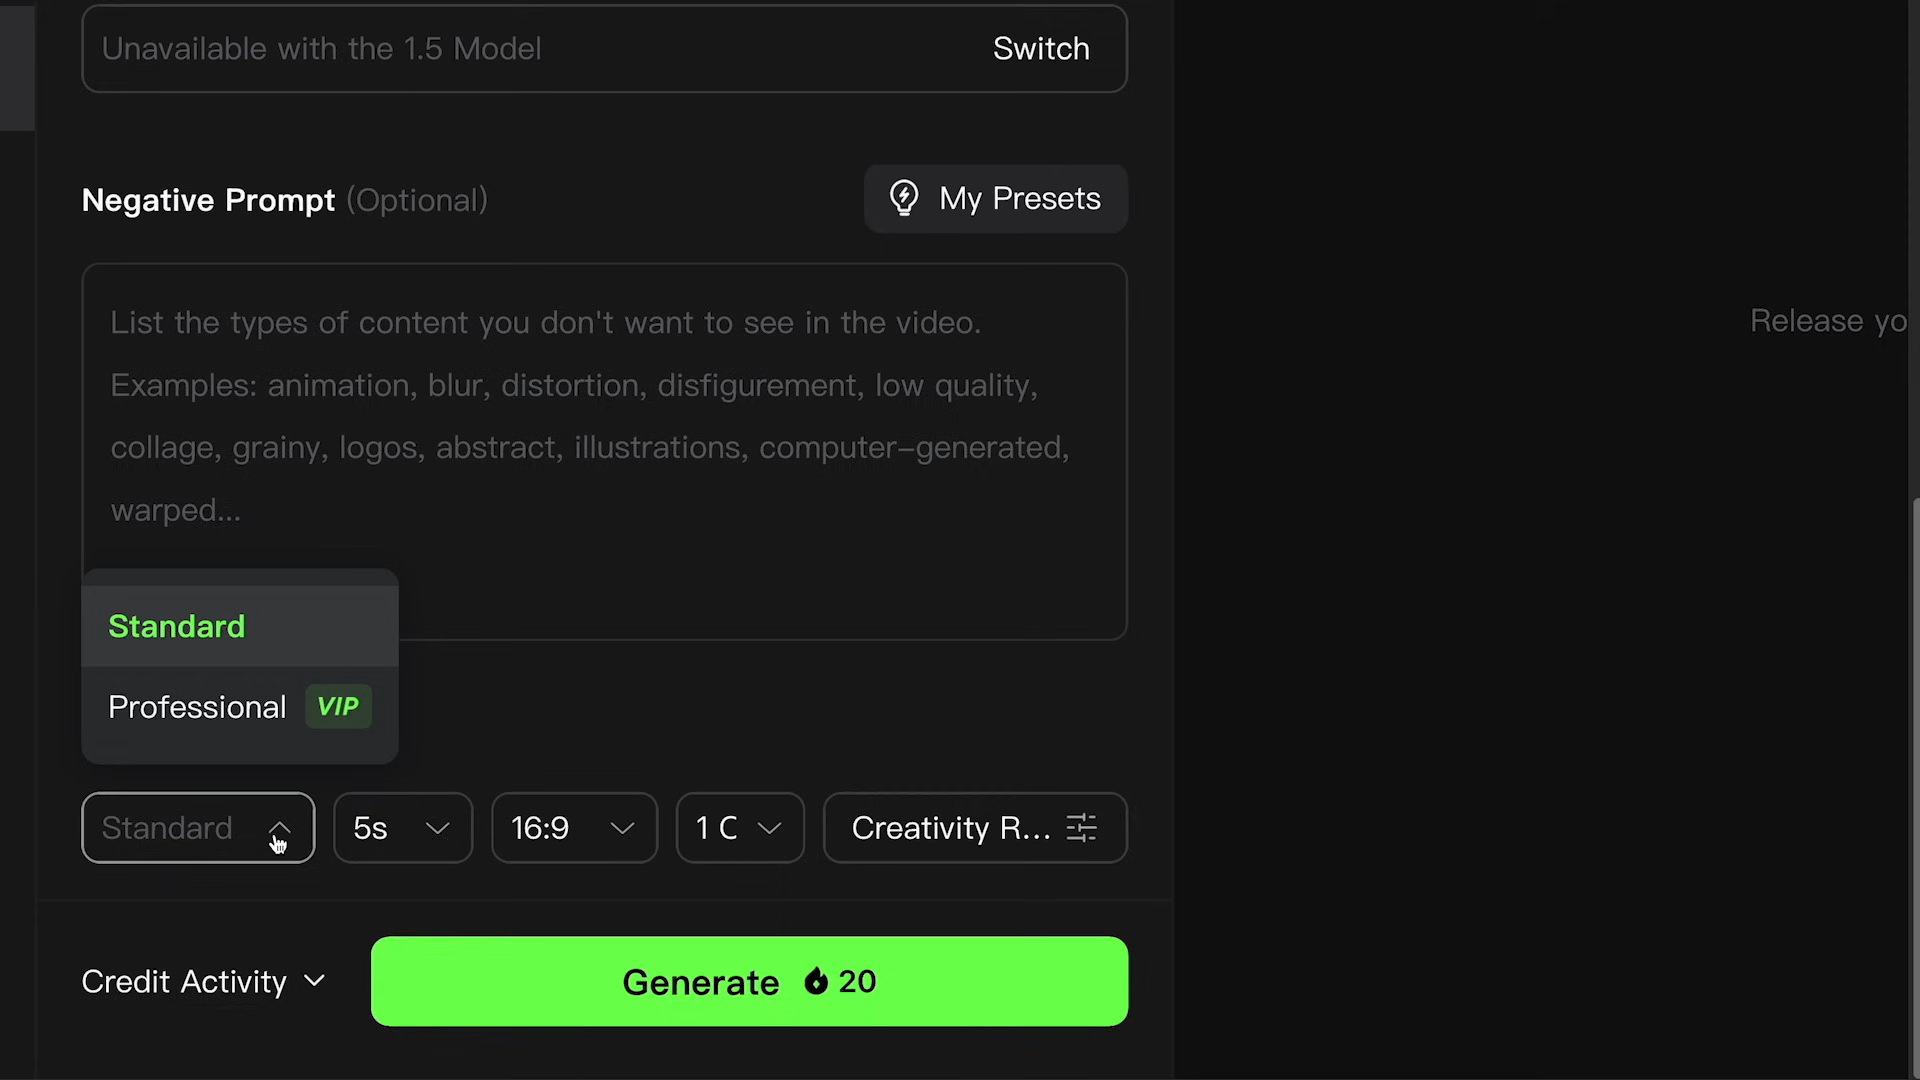 Unavailable with the 1.5 Model Switch
Negative Prompt (Optional) My Presets
List the types of content you don't want to see in the video.
Examples: animation, blur, distortion, disfigurement, low quality,
collage, grainy, logos, abstract, illustrations, computer-generated,
warped...
Release yo
Standard
Professional VIP
Standard 5s 16:9 1 C Creativity R...
Credit Activity Generate 20